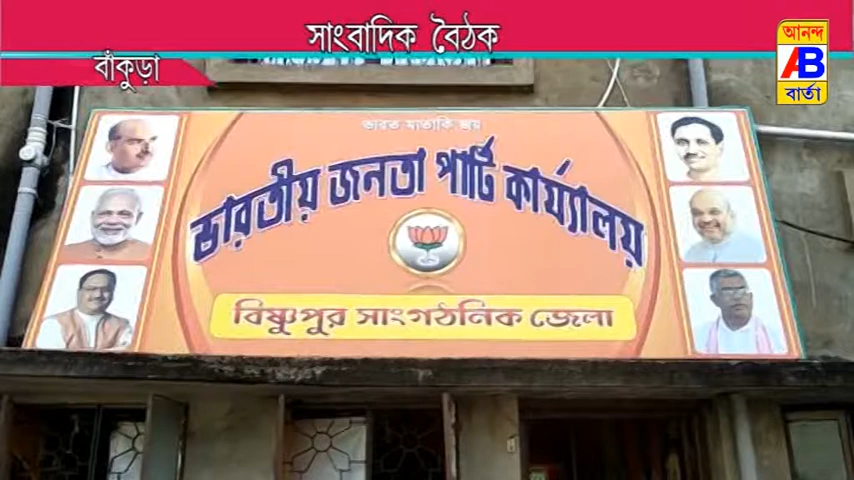 সাংবাদিক বৈঠক
বাঁকুড়া
আনন্দ
AB
বার্তা
ভারত মাতাকি জয়
ভারতীয় জনতা পার্টি কার্য্যালয়
বিষ্ণুপুর সাংগঠনিক জেলা